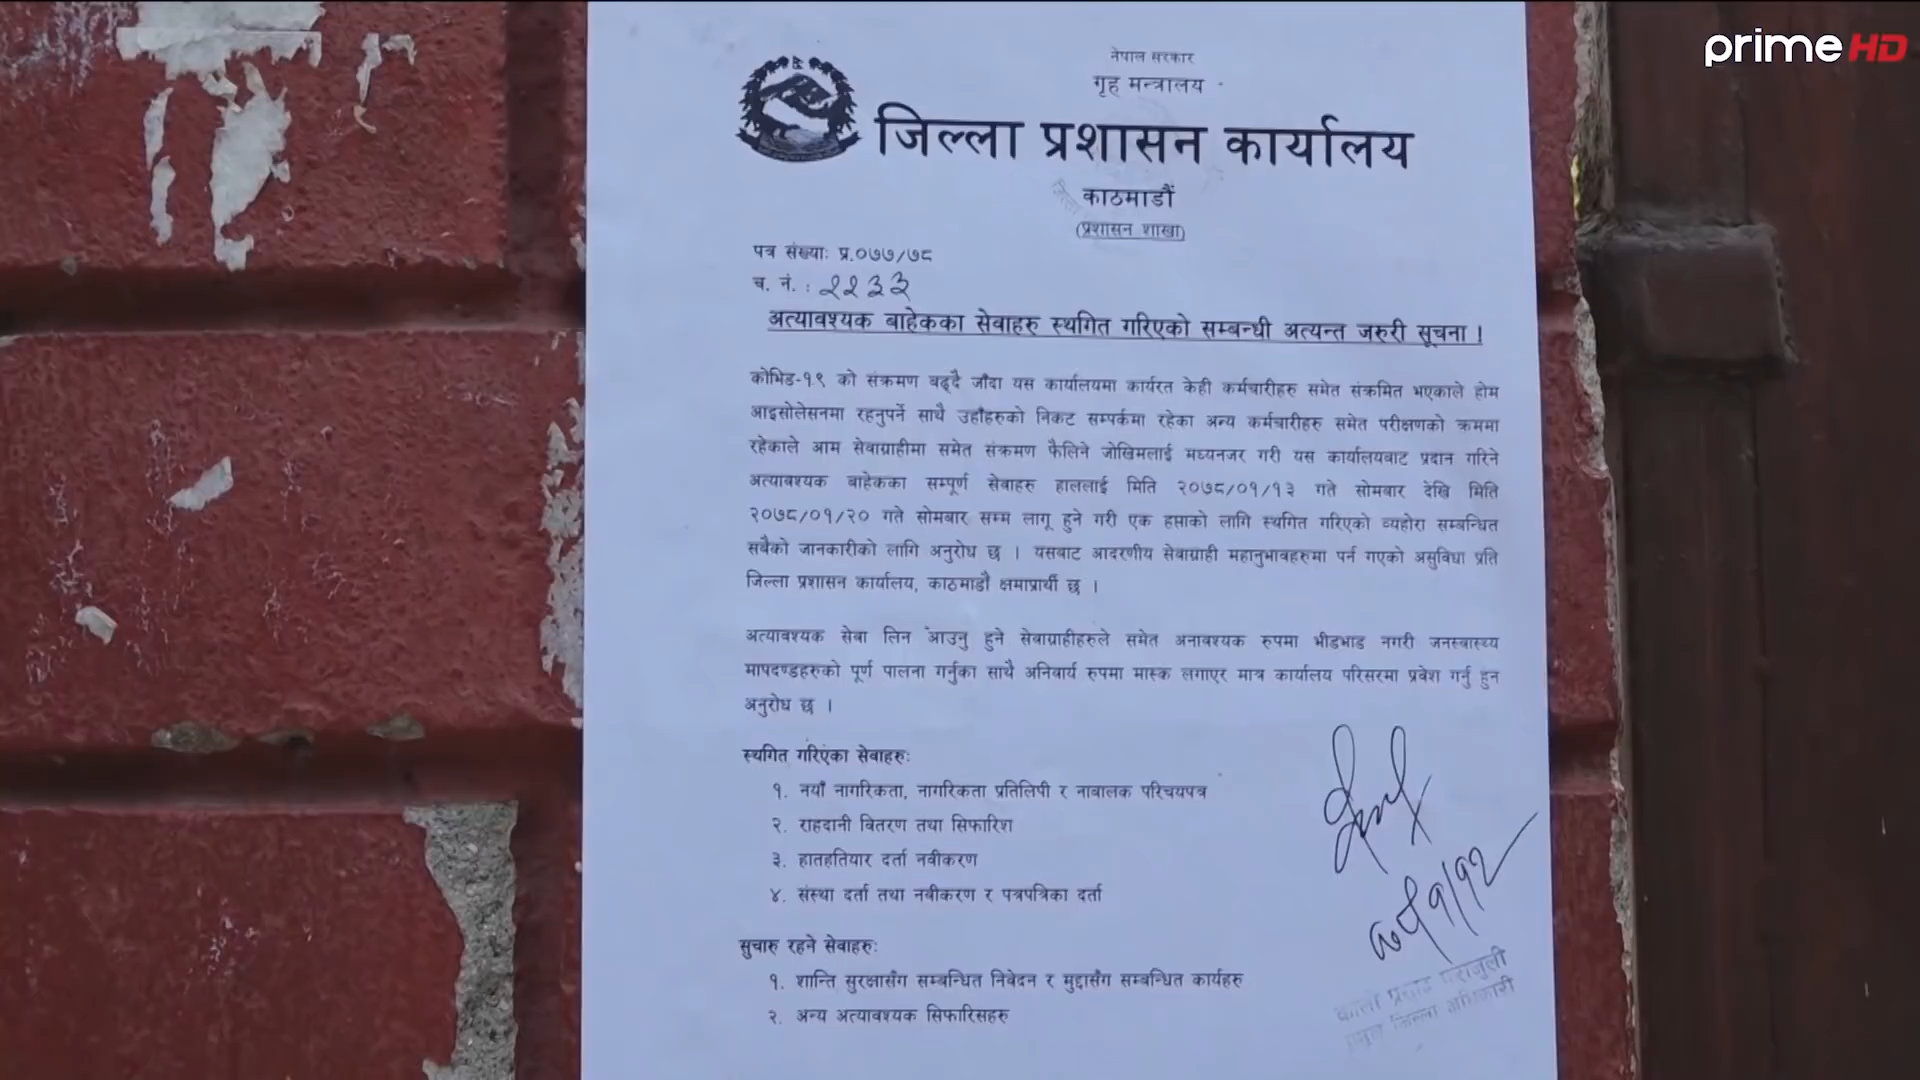 prime HD
नेपाल सरकार
गृह मन्त्रालय
जिल्ला प्रशासन कार्यालय
काठमाडौं
(प्रशासन शाखा)
पत्र संख्याः प्र.०७७/७८
च. नं. : २२३३
अत्यावश्यक बाहेकका सेवाहरु स्थगित गरिएको सम्बन्धी अत्यन्त जरुरी सूचना ।
कोभिड-१९ को संक्रमण बढ्दै जाँदा यस कार्यालयमा कार्यरत केही कर्मचारीहरु समेत संक्रमित भएकाले होम
आइसोलेसनमा रहनुपर्ने साथै उहाँहरुको निकट सम्पर्कमा रहेका अन्य कर्मचारीहरु समेत परीक्षणको क्रममा
रहेकाले आम सेवाग्राहीमा समेत संक्रमण फैलिने जोखिमलाई मध्यनजर गरी यस कार्यालयबाट प्रदान गरिने
अत्यावश्यक बाहेकका सम्पूर्ण सेवाहरु हाललाई मिति २०७८/०१/१३ गते सोमबार देखि मिति
२०७८/०१/२० गते सोमबार सम्म लागू हुने गरी एक हप्ताको लागि स्थगित गरिएको व्यहोरा सम्बन्धित
सबैको जानकारीको लागि अनुरोध छ । यसबाट आदरणीय सेवाग्राही महानुभावहरुमा पर्न गएको असुविधा प्रति
जिल्ला प्रशासन कार्यालय, काठमाडौं क्षमाप्रार्थी छ ।
अत्यावश्यक सेवा लिन आउनु हुने सेवाग्राहीहरुले समेत अनावश्यक रुपमा भीडभाड नगरी जनस्वास्थ्य
मापदण्डहरुको पूर्ण पालना गर्नुका साथै अनिवार्य रुपमा मास्क लगाएर मात्र कार्यालय परिसरमा प्रवेश गर्नु हुन
अनुरोध छ ।
स्थगित गरिएका सेवाहरुः
१. नयाँ नागरिकता, नागरिकता प्रतिलिपी र नाबालक परिचयपत्र
२. राहदानी वितरण तथा सिफारिश
३. हातहतियार दर्ता नवीकरण
४. संस्था दर्ता तथा नवीकरण र पत्रपत्रिका दर्ता
सुचारु रहने सेवाहरुः
१. शान्ति सुरक्षासँग सम्बन्धित निवेदन र मुद्दासँग सम्बन्धित कार्यहरु
२. अन्य अत्यावश्यक सिफारिसहरु
७८/१/१२
काली प्रसाद पराजुली
प्रमुख जिल्ला अधिकारी